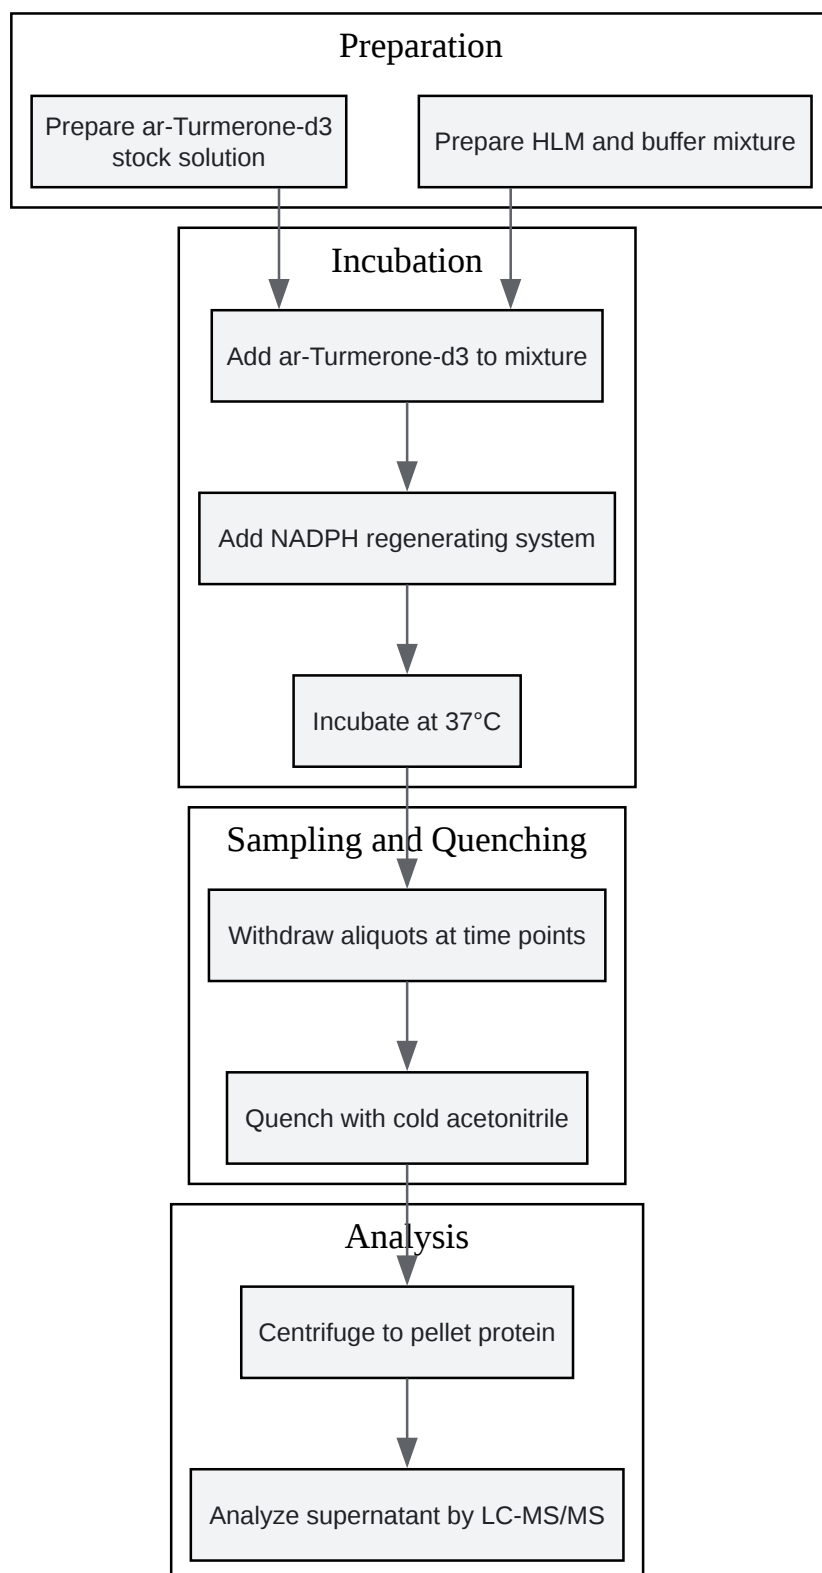 Preparation
Prepare ar-Turmerone-d3
stock solution
Prepare HLM and buffer mixture
Incubation
Add ar-Turmerone-d3 to mixture
Add NADPH regenerating system
Incubate at 37°C
Sampling and Quenching
Withdraw aliquots at time points
Quench with cold acetonitrile
Analysis
Centrifuge to pellet protein
Analyze supernatant by LC-MS/MS